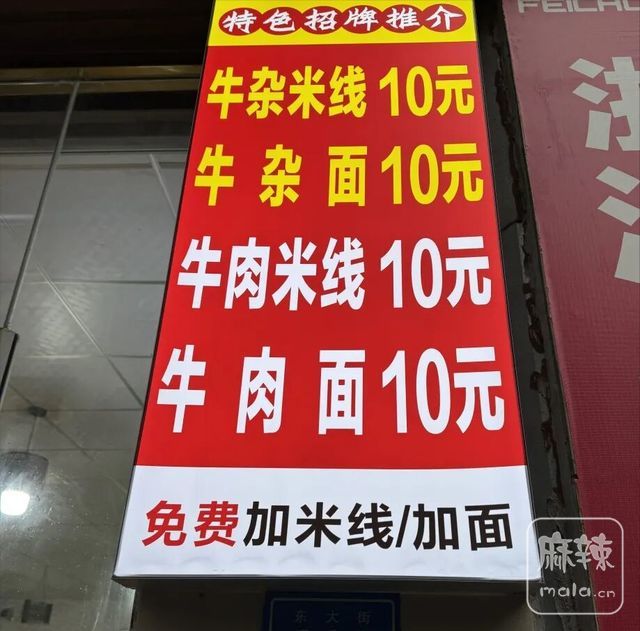 特色招牌推介
牛杂米线 10元
牛杂面 10元
牛肉米线 10元
牛肉面 10元
免费加米线/加面
东大街
麻辣
mala.cn